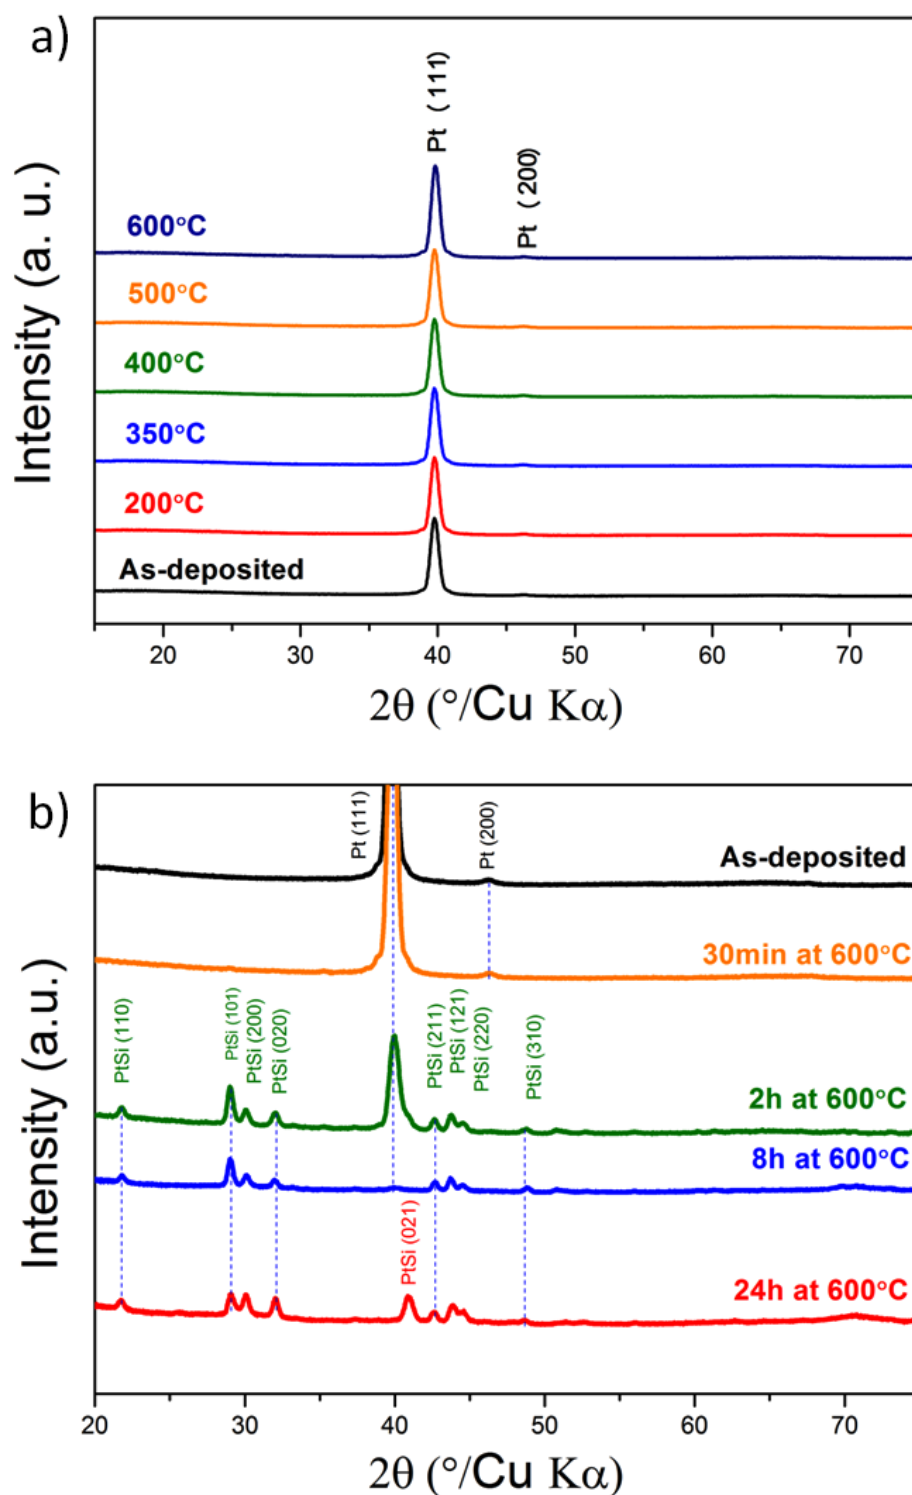 a)
Intensity (a. u.)
Pt (111)
Pt (200)
600°C
500°C
400°C
350°C
200°C
As-deposited
20 30 40 50 60 70
2θ (°/Cu Kα)
b)
Intensity (a.u.)
Pt (111)
Pt (200)
As-deposited
30min at 600°C
PtSi (110)
PtSi (101)
PtSi (200)
PtSi (020)
PtSi (211)
PtSi (121)
PtSi (220)
PtSi (310)
2h at 600°C
8h at 600°C
PtSi (021)
24h at 600°C
20 30 40 50 60 70
2θ (°/Cu Kα)